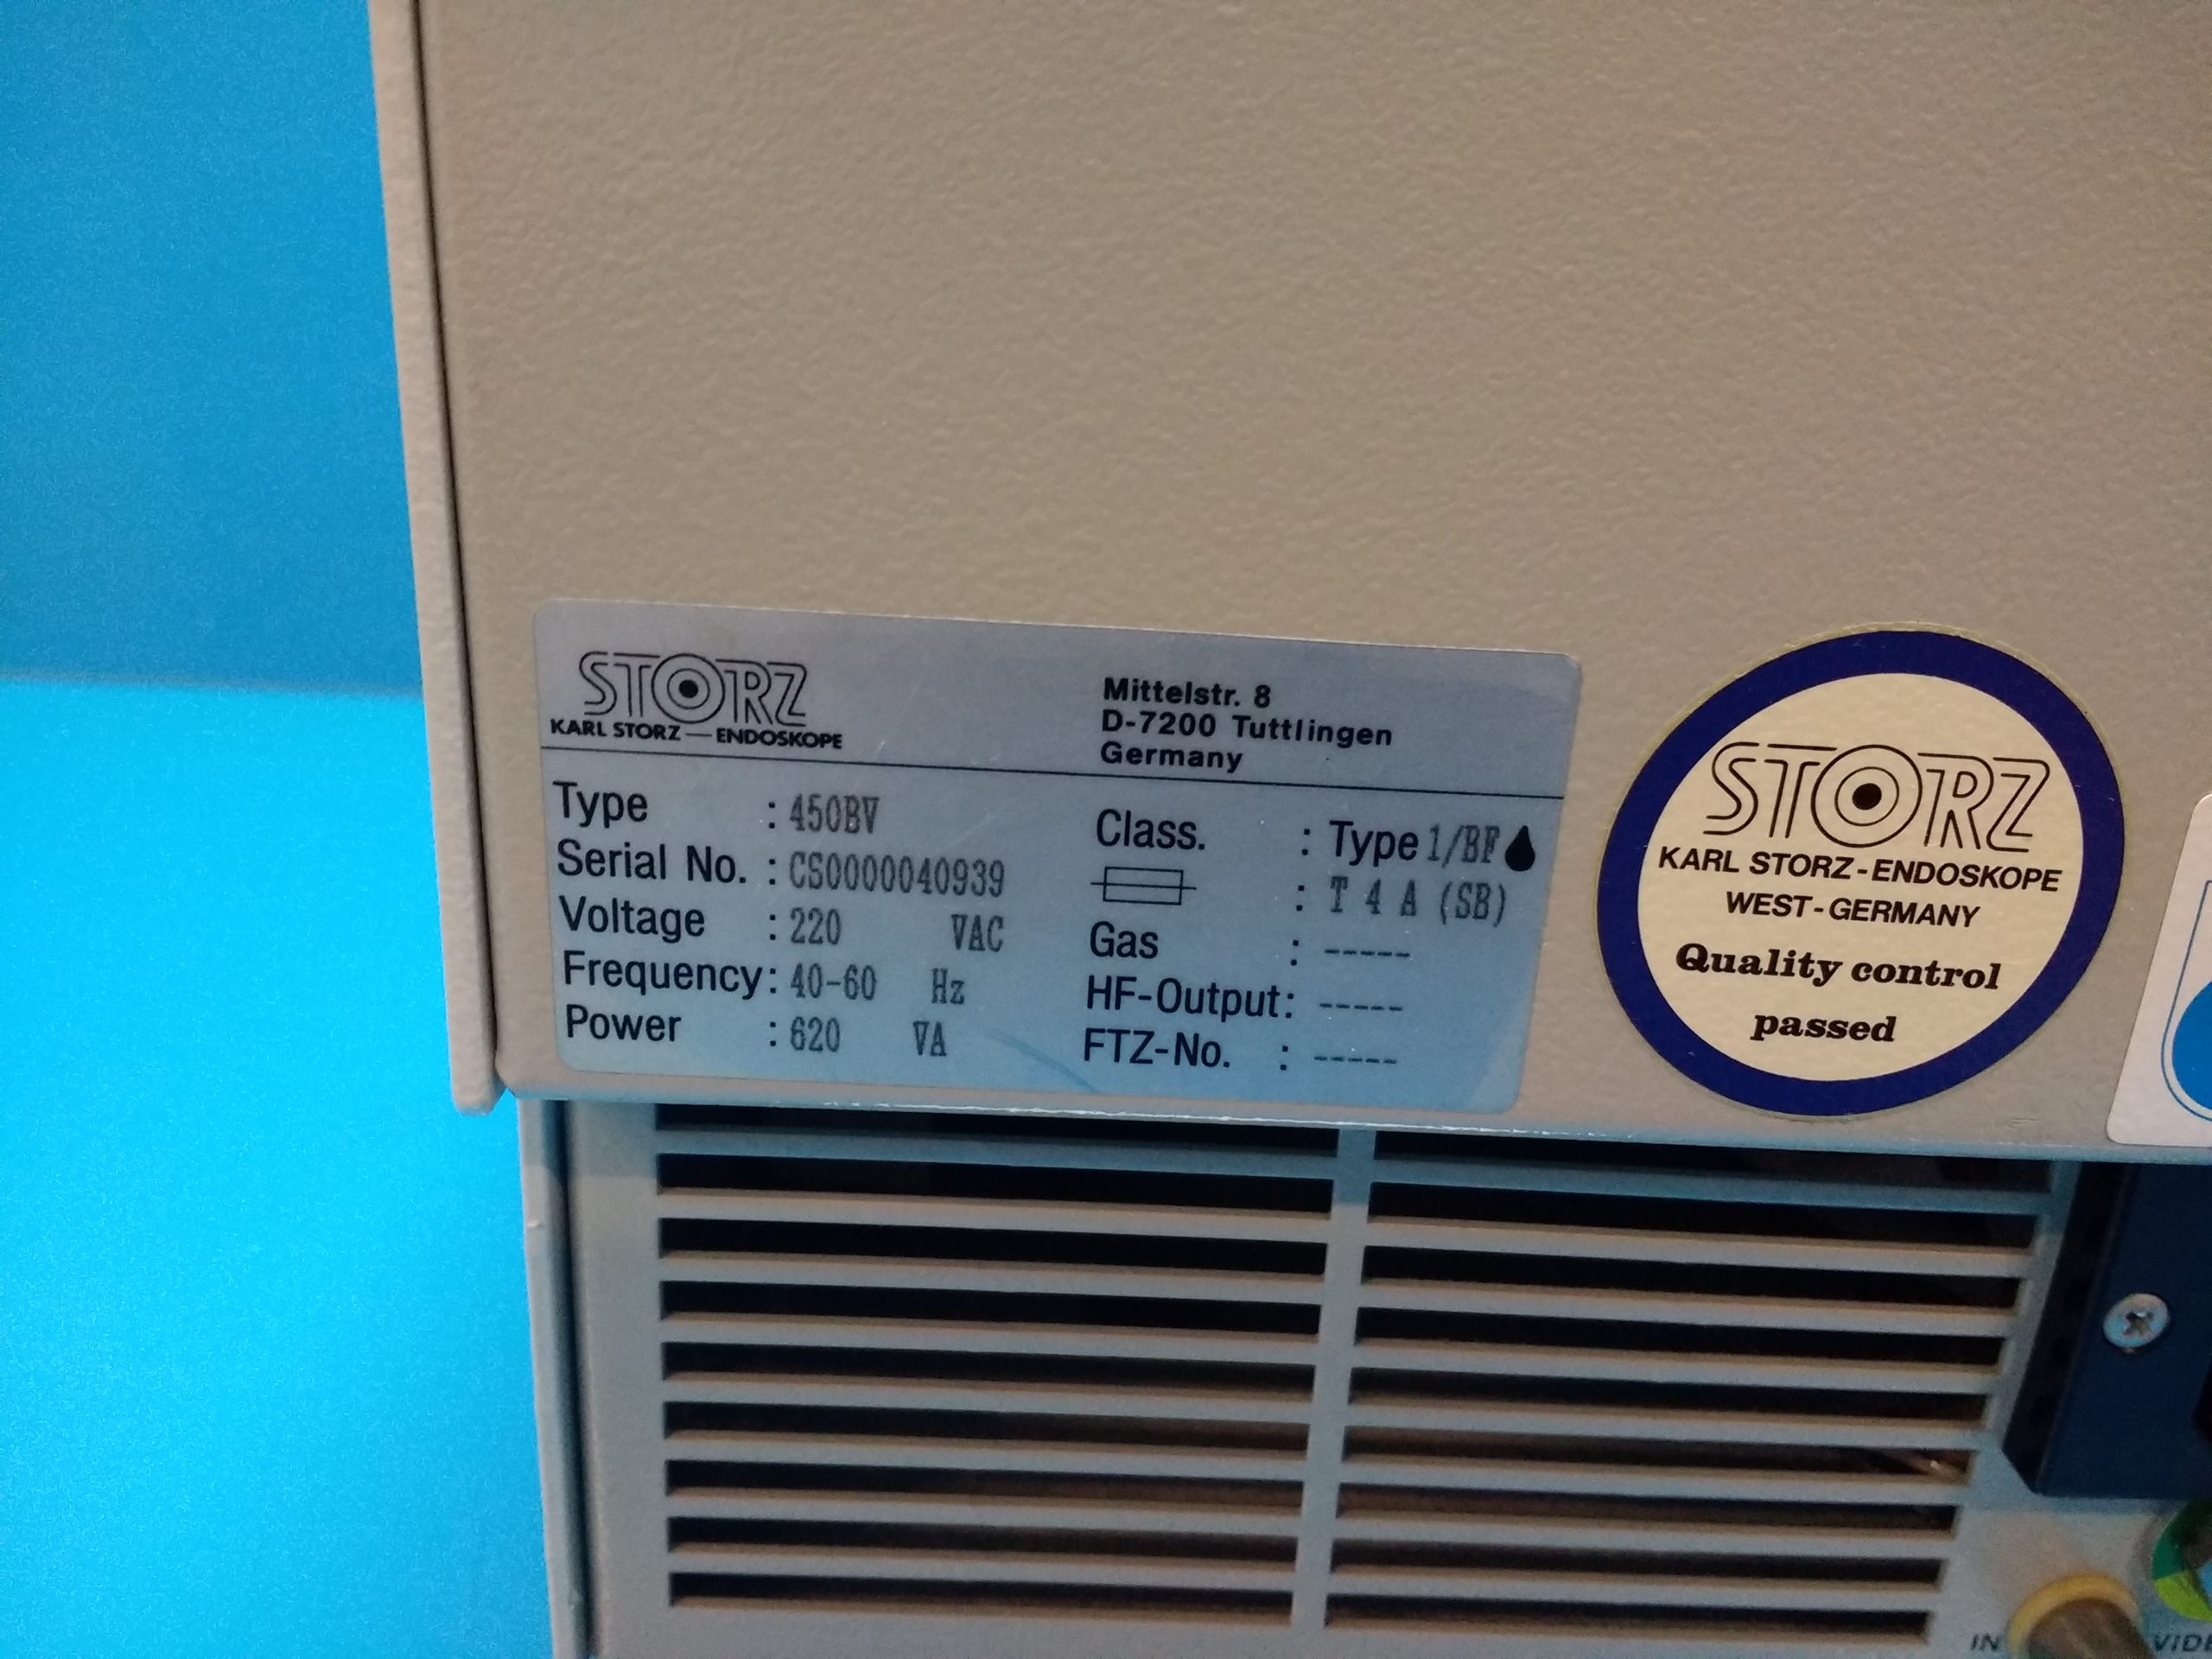 STORZ
KARL STORZ — ENDOSKOPE
Mittelstr. 8
D-7200 Tuttlingen
Germany
Type : 450BV
Serial No. : CS0000040939
Voltage : 220 VAC
Frequency : 40-60 Hz
Power : 620 VA
Class. : Type 1/BF
: T 4 A (SB)
Gas : -----
HF-Output : -----
FTZ-No. : -----
STORZ
KARL STORZ-ENDOSKOPE
WEST-GERMANY
Quality control
passed
IN